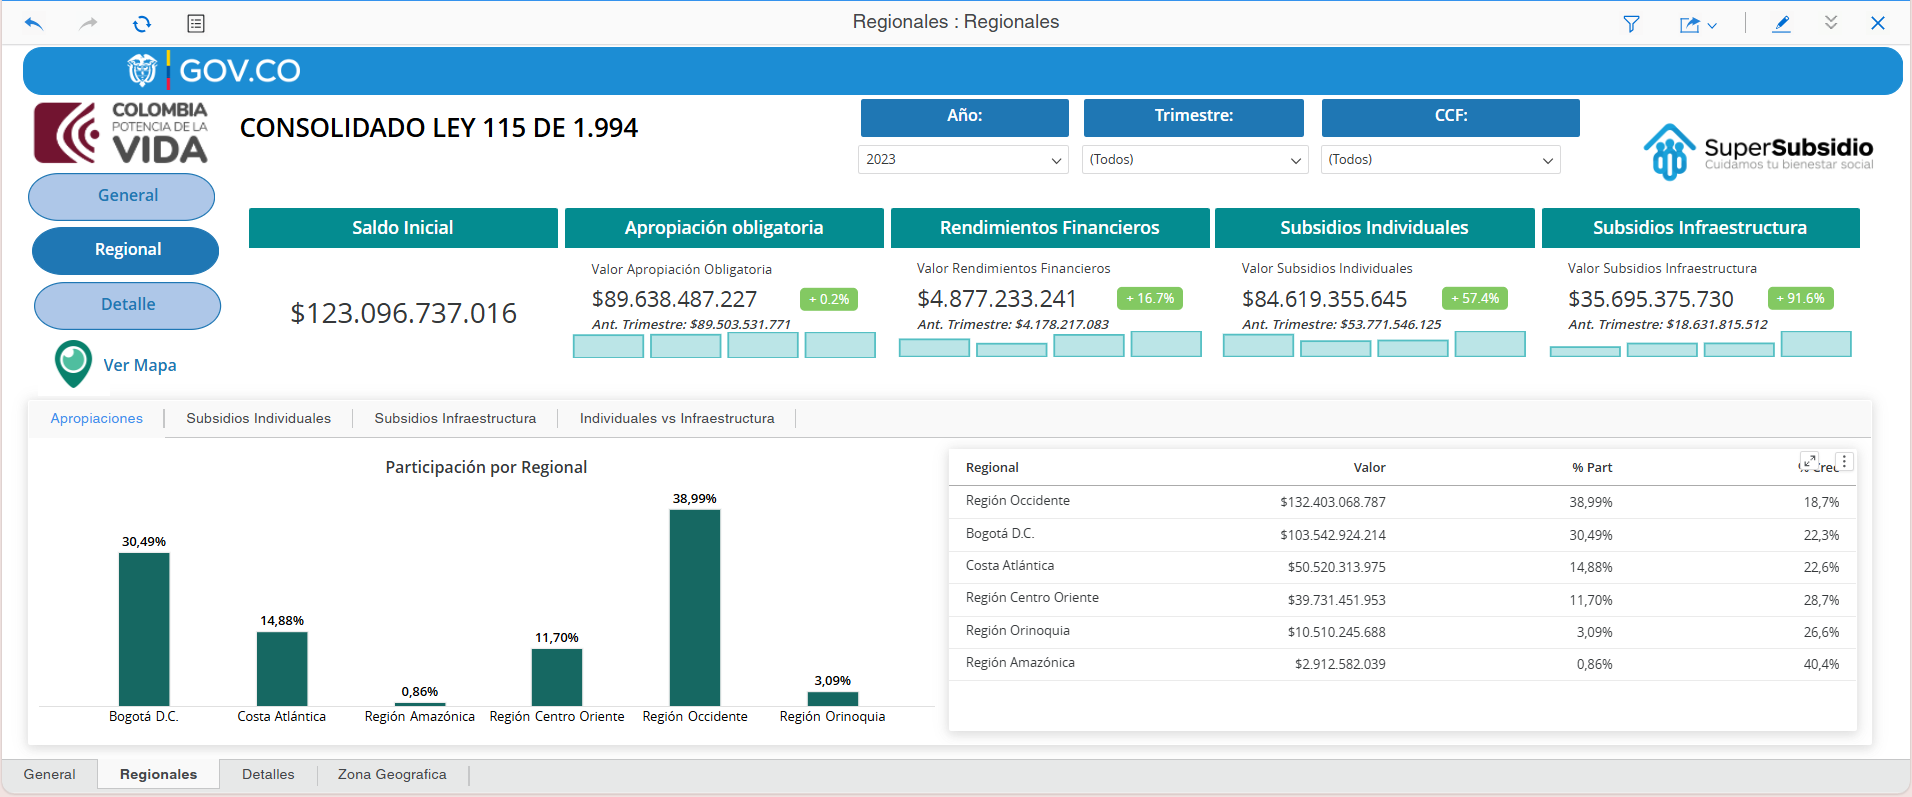 Regionales : Regionales
GOV.CO
COLOMBIA
POTENCIA DE LA
VIDA
CONSOLIDADO LEY 115 DE 1.994
Año:
Trimestre:
CCF:
2023
(Todos)
(Todos)
SuperSubsidio
Cuidamos tu bienestar social
General
Regional
Detalle
Ver Mapa
Saldo Inicial
$123.096.737.016
Apropiación obligatoria
Valor Apropiación Obligatoria
$89.638.487.227
+ 0.2%
Ant. Trimestre: $89.503.531.771
Rendimientos Financieros
Valor Rendimientos Financieros
$4.877.233.241
+ 16.7%
Ant. Trimestre: $4.178.217.083
Subsidios Individuales
Valor Subsidios Individuales
$84.619.355.645
+ 57.4%
Ant. Trimestre: $53.771.546.125
Subsidios Infraestructura
Valor Subsidios Infraestructura
$35.695.375.730
+ 91.6%
Ant. Trimestre: $18.631.815.512
Apropiaciones
Subsidios Individuales
Subsidios Infraestructura
Individuales vs Infraestructura
Participación por Regional
30,49%
14,88%
0,86%
11,70%
38,99%
3,09%
Bogotá D.C.
Costa Atlántica
Región Amazónica
Región Centro Oriente
Región Occidente
Región Orinoquia
Regional Valor % Part
Región Occidente $132.403.068.787 38,99% 18,7%
Bogotá D.C. $103.542.924.214 30,49% 22,3%
Costa Atlántica $50.520.313.975 14,88% 22,6%
Región Centro Oriente $39.731.451.953 11,70% 28,7%
Región Orinoquia $10.510.245.688 3,09% 26,6%
Región Amazónica $2.912.582.039 0,86% 40,4%
General
Regionales
Detalles
Zona Geografica